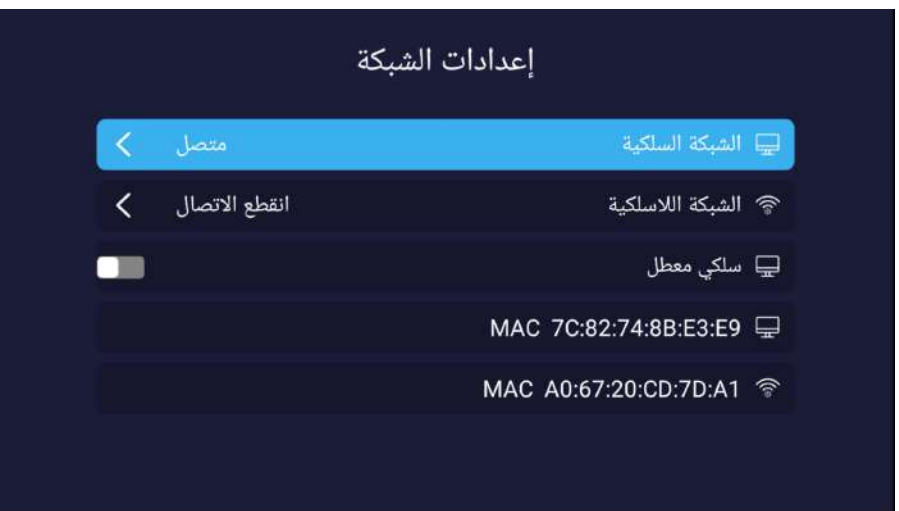 إعدادات الشبكة
الشبكة السلكية متصل
الشبكة اللاسلكية انقطع الاتصال
سلكي معطل
MAC 7C:82:74:8B:E3:E9
MAC A0:67:20:CD:7D:A1